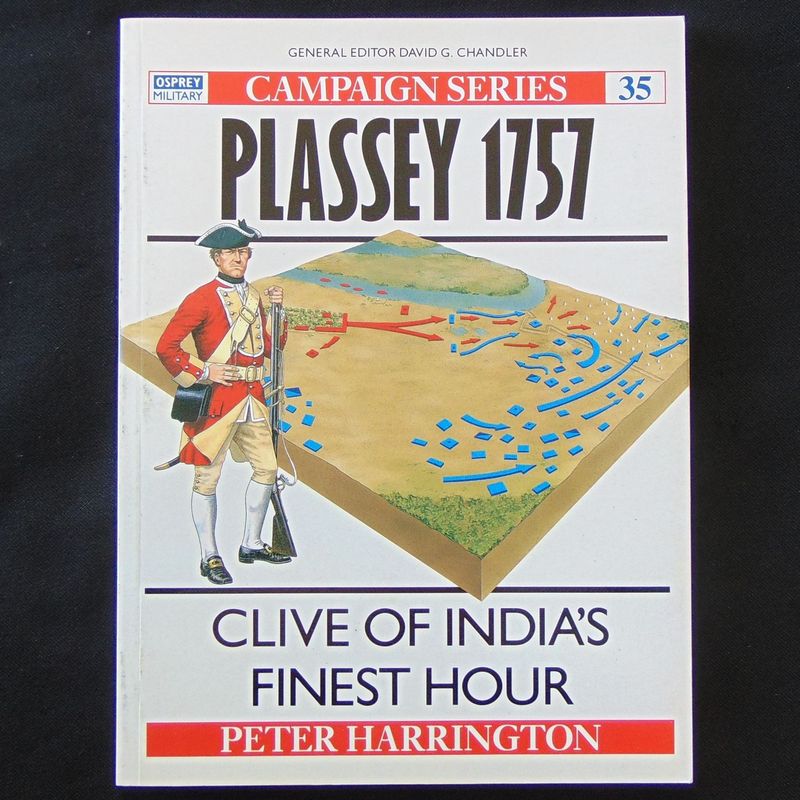 GENERAL EDITOR DAVID G. CHANDLER
OSPREY
MILITARY
CAMPAIGN SERIES
35
PLASSEY 1757
CLIVE OF INDIA'S
FINEST HOUR
PETER HARRINGTON